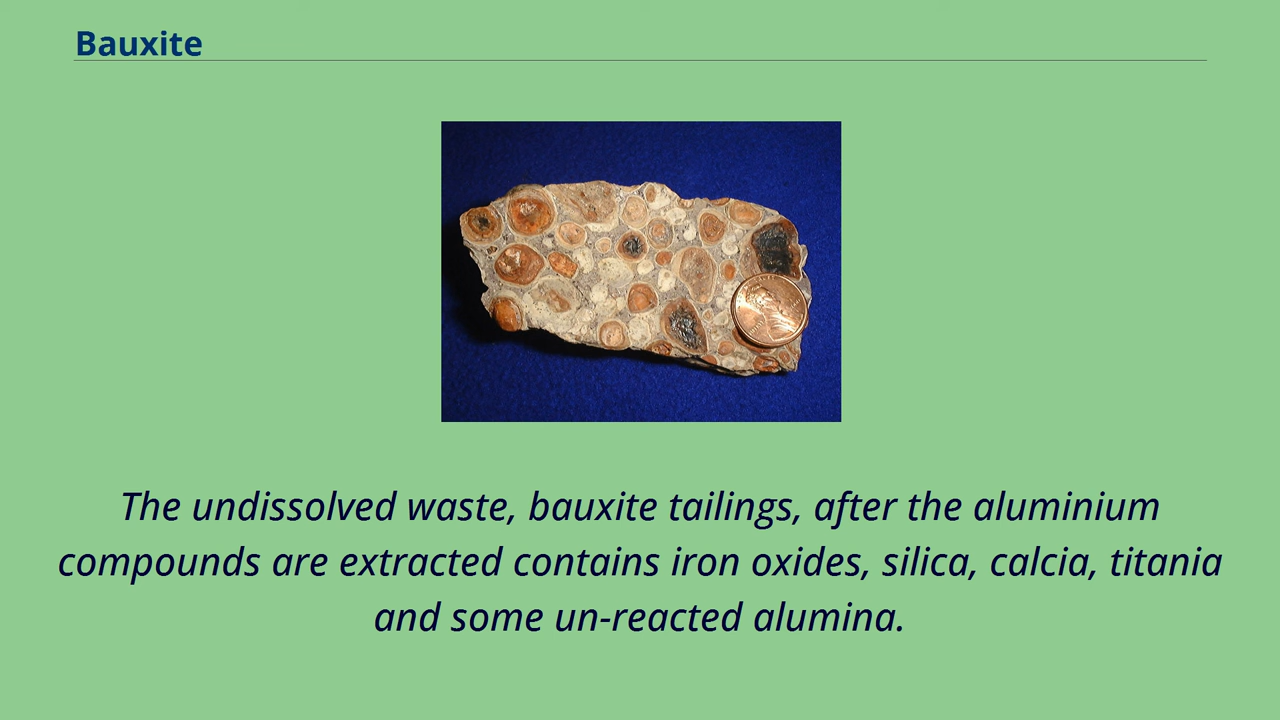 Bauxite
The undissolved waste, bauxite tailings, after the aluminium
compounds are extracted contains iron oxides, silica, calcia, titania
and some un-reacted alumina.